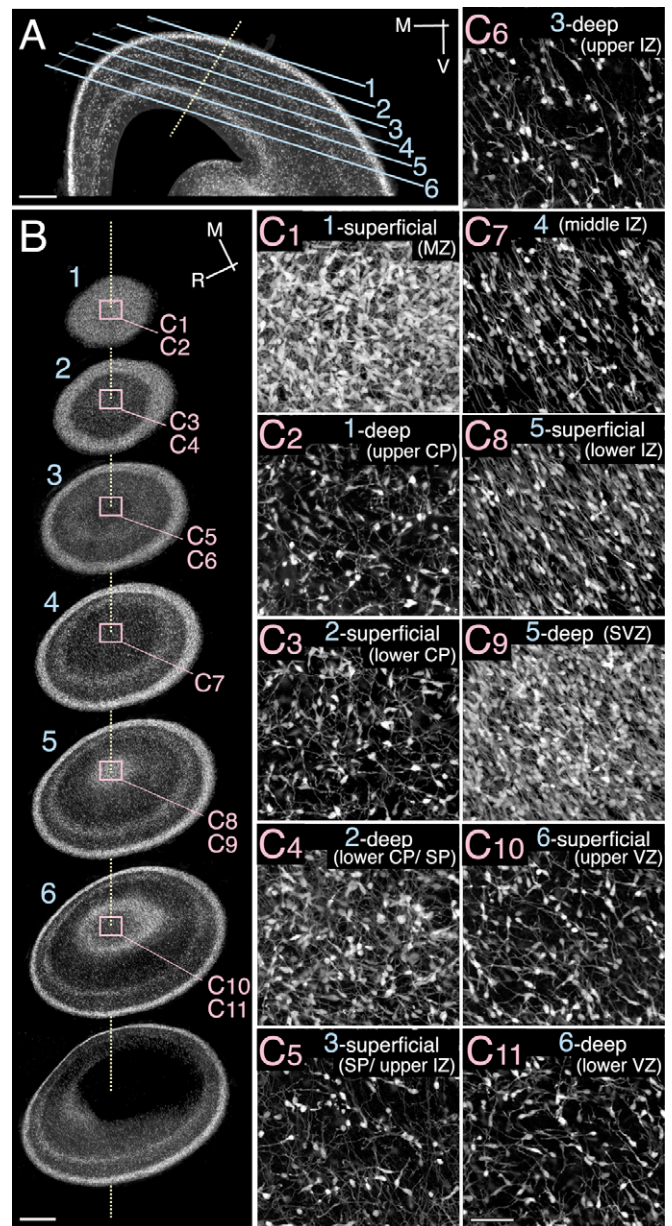 A
M
V
1
2
3
4
5
6
B
M
R
1
C1
C2
2
C3
C4
3
C5
C6
4
C7
5
C8
C9
6
C10
C11
C1 1-superficial
(MZ)
C2 1-deep
(upper CP)
C3 2-superficial
(lower CP)
C4 2-deep
(lower CP/ SP)
C5 3-superficial
(SP/ upper IZ)
C6 3-deep
(upper IZ)
C7 4 (middle IZ)
C8 5-superficial
(lower IZ)
C9 5-deep (SVZ)
C10 6-superficial
(upper VZ)
C11 6-deep
(lower VZ)